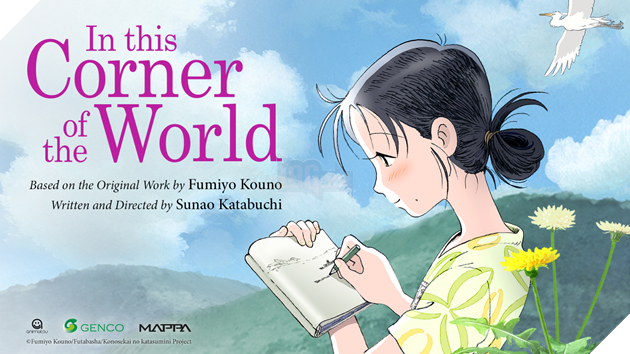 In this
Corner
of
the World
Based on the Original Work by Fumiyo Kouno
Written and Directed by Sunao Katabuchi
GENCO
MAPPA
©Fumiyo Kouno/Futabasha/Konosekai no katasumini Project